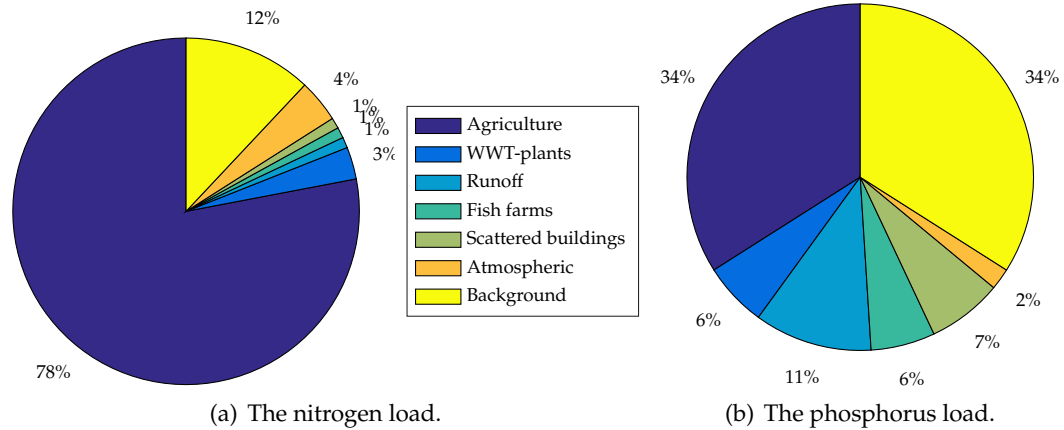 12%
4%
1%
1%
1%
3%
78%
Agriculture
WWT-plants
Runoff
Fish farms
Scattered buildings
Atmospheric
Background
(a) The nitrogen load.
34%
34%
2%
7%
6%
11%
6%
(b) The phosphorus load.